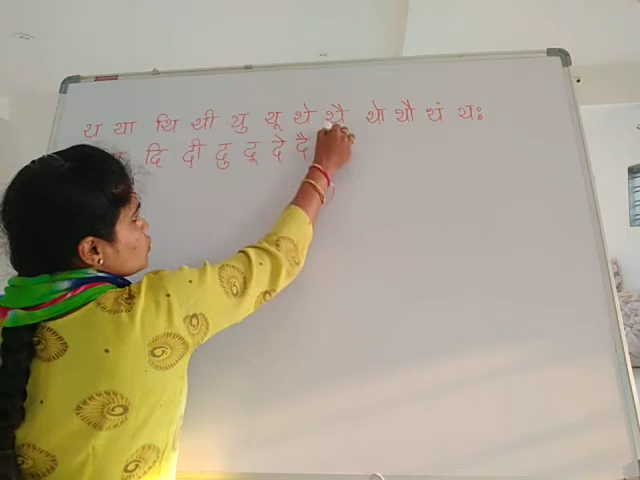 थ था थि थी थु थू थे थै थो थौ थं थः
दि दी दु दू दे दै